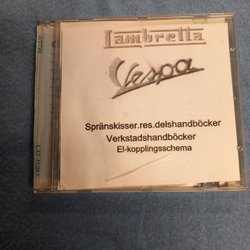 Lambretta
Vespa
Spränskisser.res.delshandböcker
Verkstadshandböcker
El-kopplingsschema